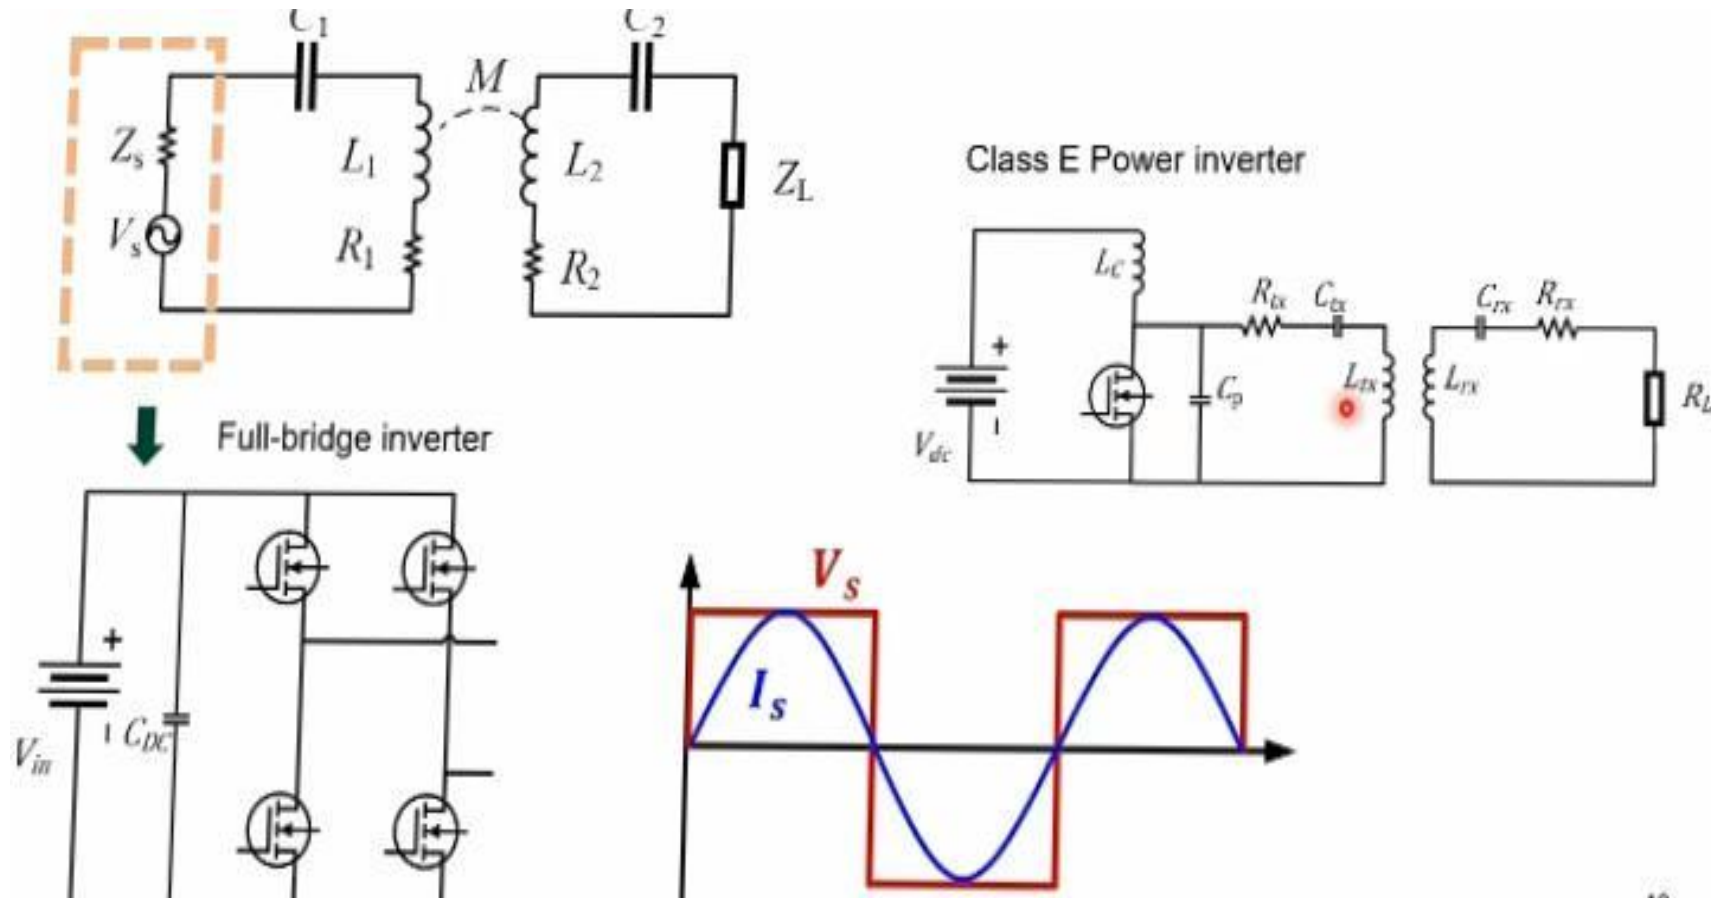 C1
C2
M
Zs
L1
L2
ZL
Vs
R1
R2
Class E Power inverter
LC
Rtx
Ctx
Crx
Rrx
+
Ltx
Lrx
Cp
RL
Vdc
Full-bridge inverter
+
CDC
Vin
Vs
Is